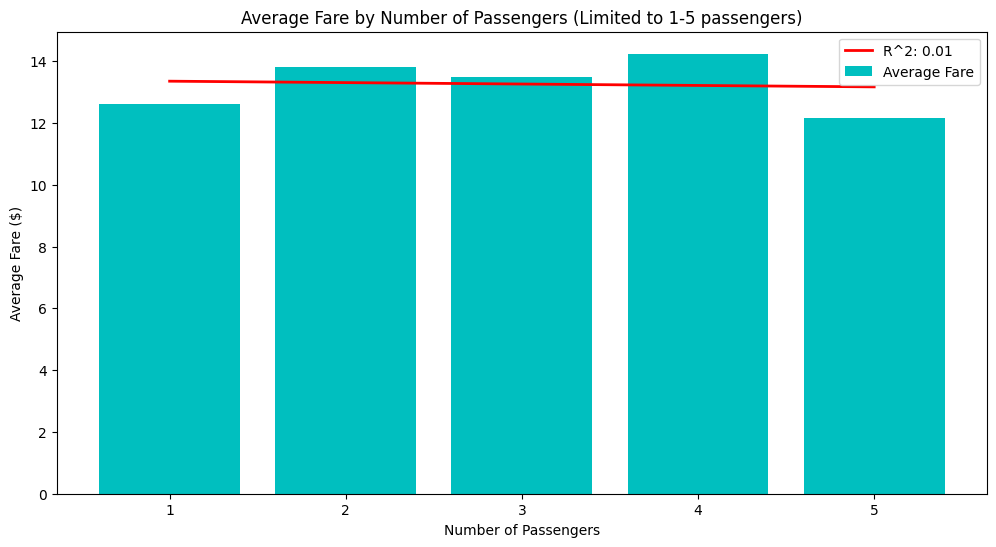 Average Fare by Number of Passengers (Limited to 1-5 passengers)
R^2: 0.01
Average Fare
Average Fare ($)
14
12
10
8
6
4
2
0
1 2 3 4 5
Number of Passengers